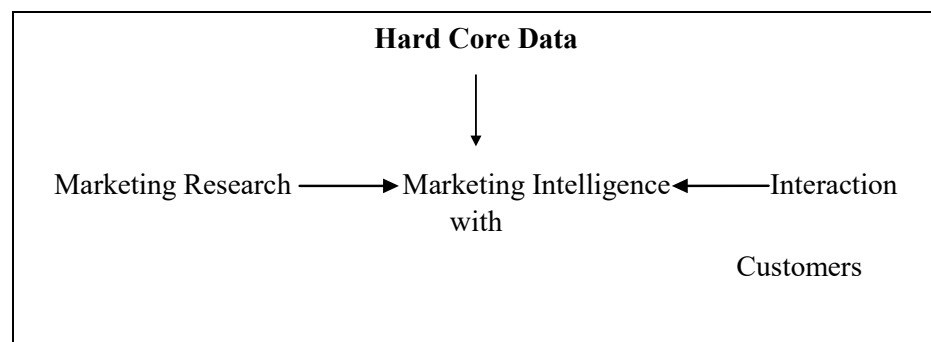 Hard Core Data
Marketing Research Marketing Intelligence Interaction
with
Customers